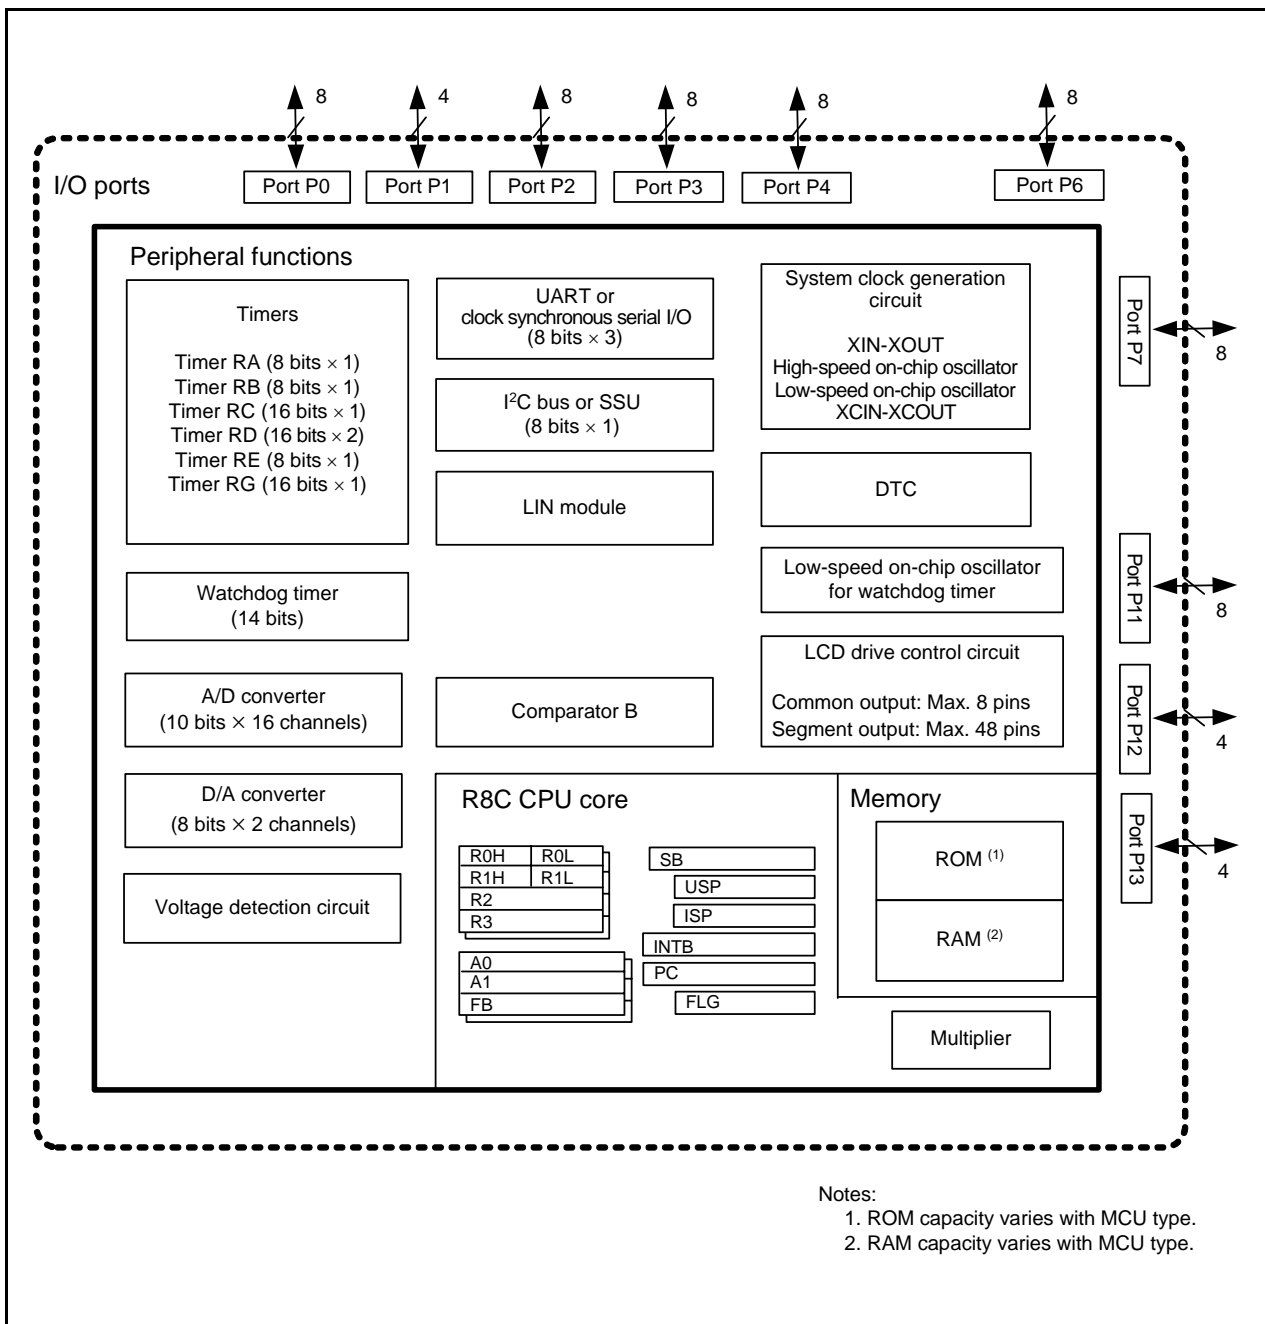 8
4
8
8
8
8
I/O ports
Port P0
Port P1
Port P2
Port P3
Port P4
Port P6
Peripheral functions
Timers
Timer RA (8 bits × 1)
Timer RB (8 bits × 1)
Timer RC (16 bits × 1)
Timer RD (16 bits × 2)
Timer RE (8 bits × 1)
Timer RG (16 bits × 1)
Watchdog timer
(14 bits)
A/D converter
(10 bits × 16 channels)
D/A converter
(8 bits × 2 channels)
Voltage detection circuit
UART or
clock synchronous serial I/O
(8 bits × 3)
I²C bus or SSU
(8 bits × 1)
LIN module
Comparator B
System clock generation
circuit
XIN-XOUT
High-speed on-chip oscillator
Low-speed on-chip oscillator
XCIN-XCOUT
DTC
Low-speed on-chip oscillator
for watchdog timer
LCD drive control circuit
Common output: Max. 8 pins
Segment output: Max. 48 pins
Port P7
8
Port P11
8
Port P12
4
Port P13
4
R8C CPU core
R0H
R0L
R1H
R1L
R2
R3
A0
A1
FB
SB
USP
ISP
INTB
PC
FLG
Memory
ROM (1)
RAM (2)
Multiplier
Notes:
1. ROM capacity varies with MCU type.
2. RAM capacity varies with MCU type.